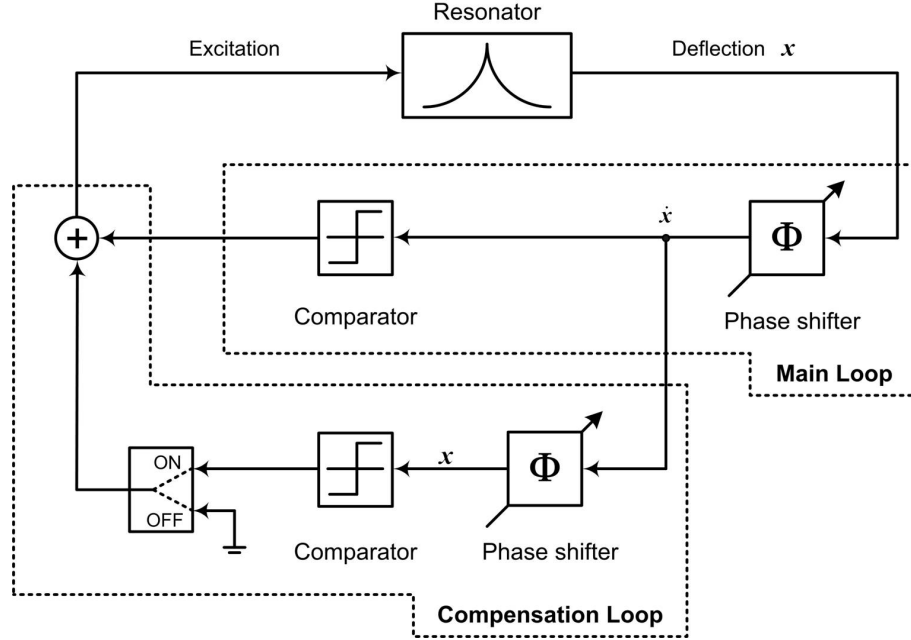 Resonator
Excitation
Deflection x
+
ẋ
Φ
Comparator
Phase shifter
Main Loop
ON
OFF
x
Φ
Comparator
Phase shifter
Compensation Loop